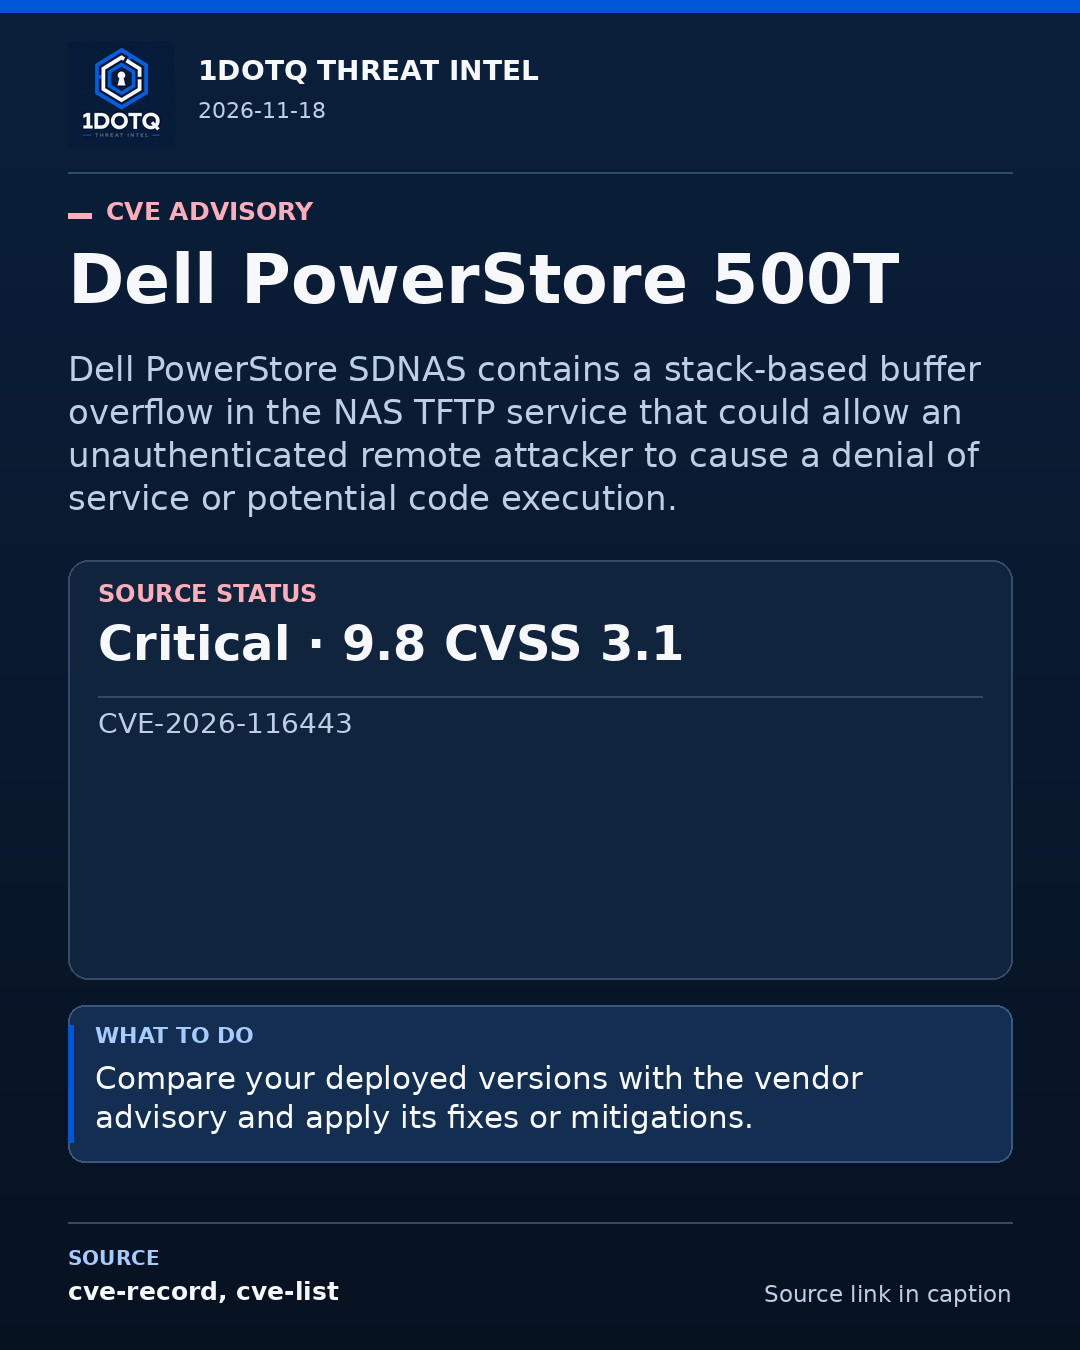 1DOTQ
THREAT INTEL
1DOTQ THREAT INTEL
2026-11-18
CVE ADVISORY
Dell PowerStore 500T
Dell PowerStore SDNAS contains a stack-based buffer
overflow in the NAS TFTP service that could allow an
unauthenticated remote attacker to cause a denial of
service or potential code execution.
SOURCE STATUS
Critical · 9.8 CVSS 3.1
CVE-2026-116443
WHAT TO DO
Compare your deployed versions with the vendor
advisory and apply its fixes or mitigations.
SOURCE
cve-record, cve-list
Source link in caption